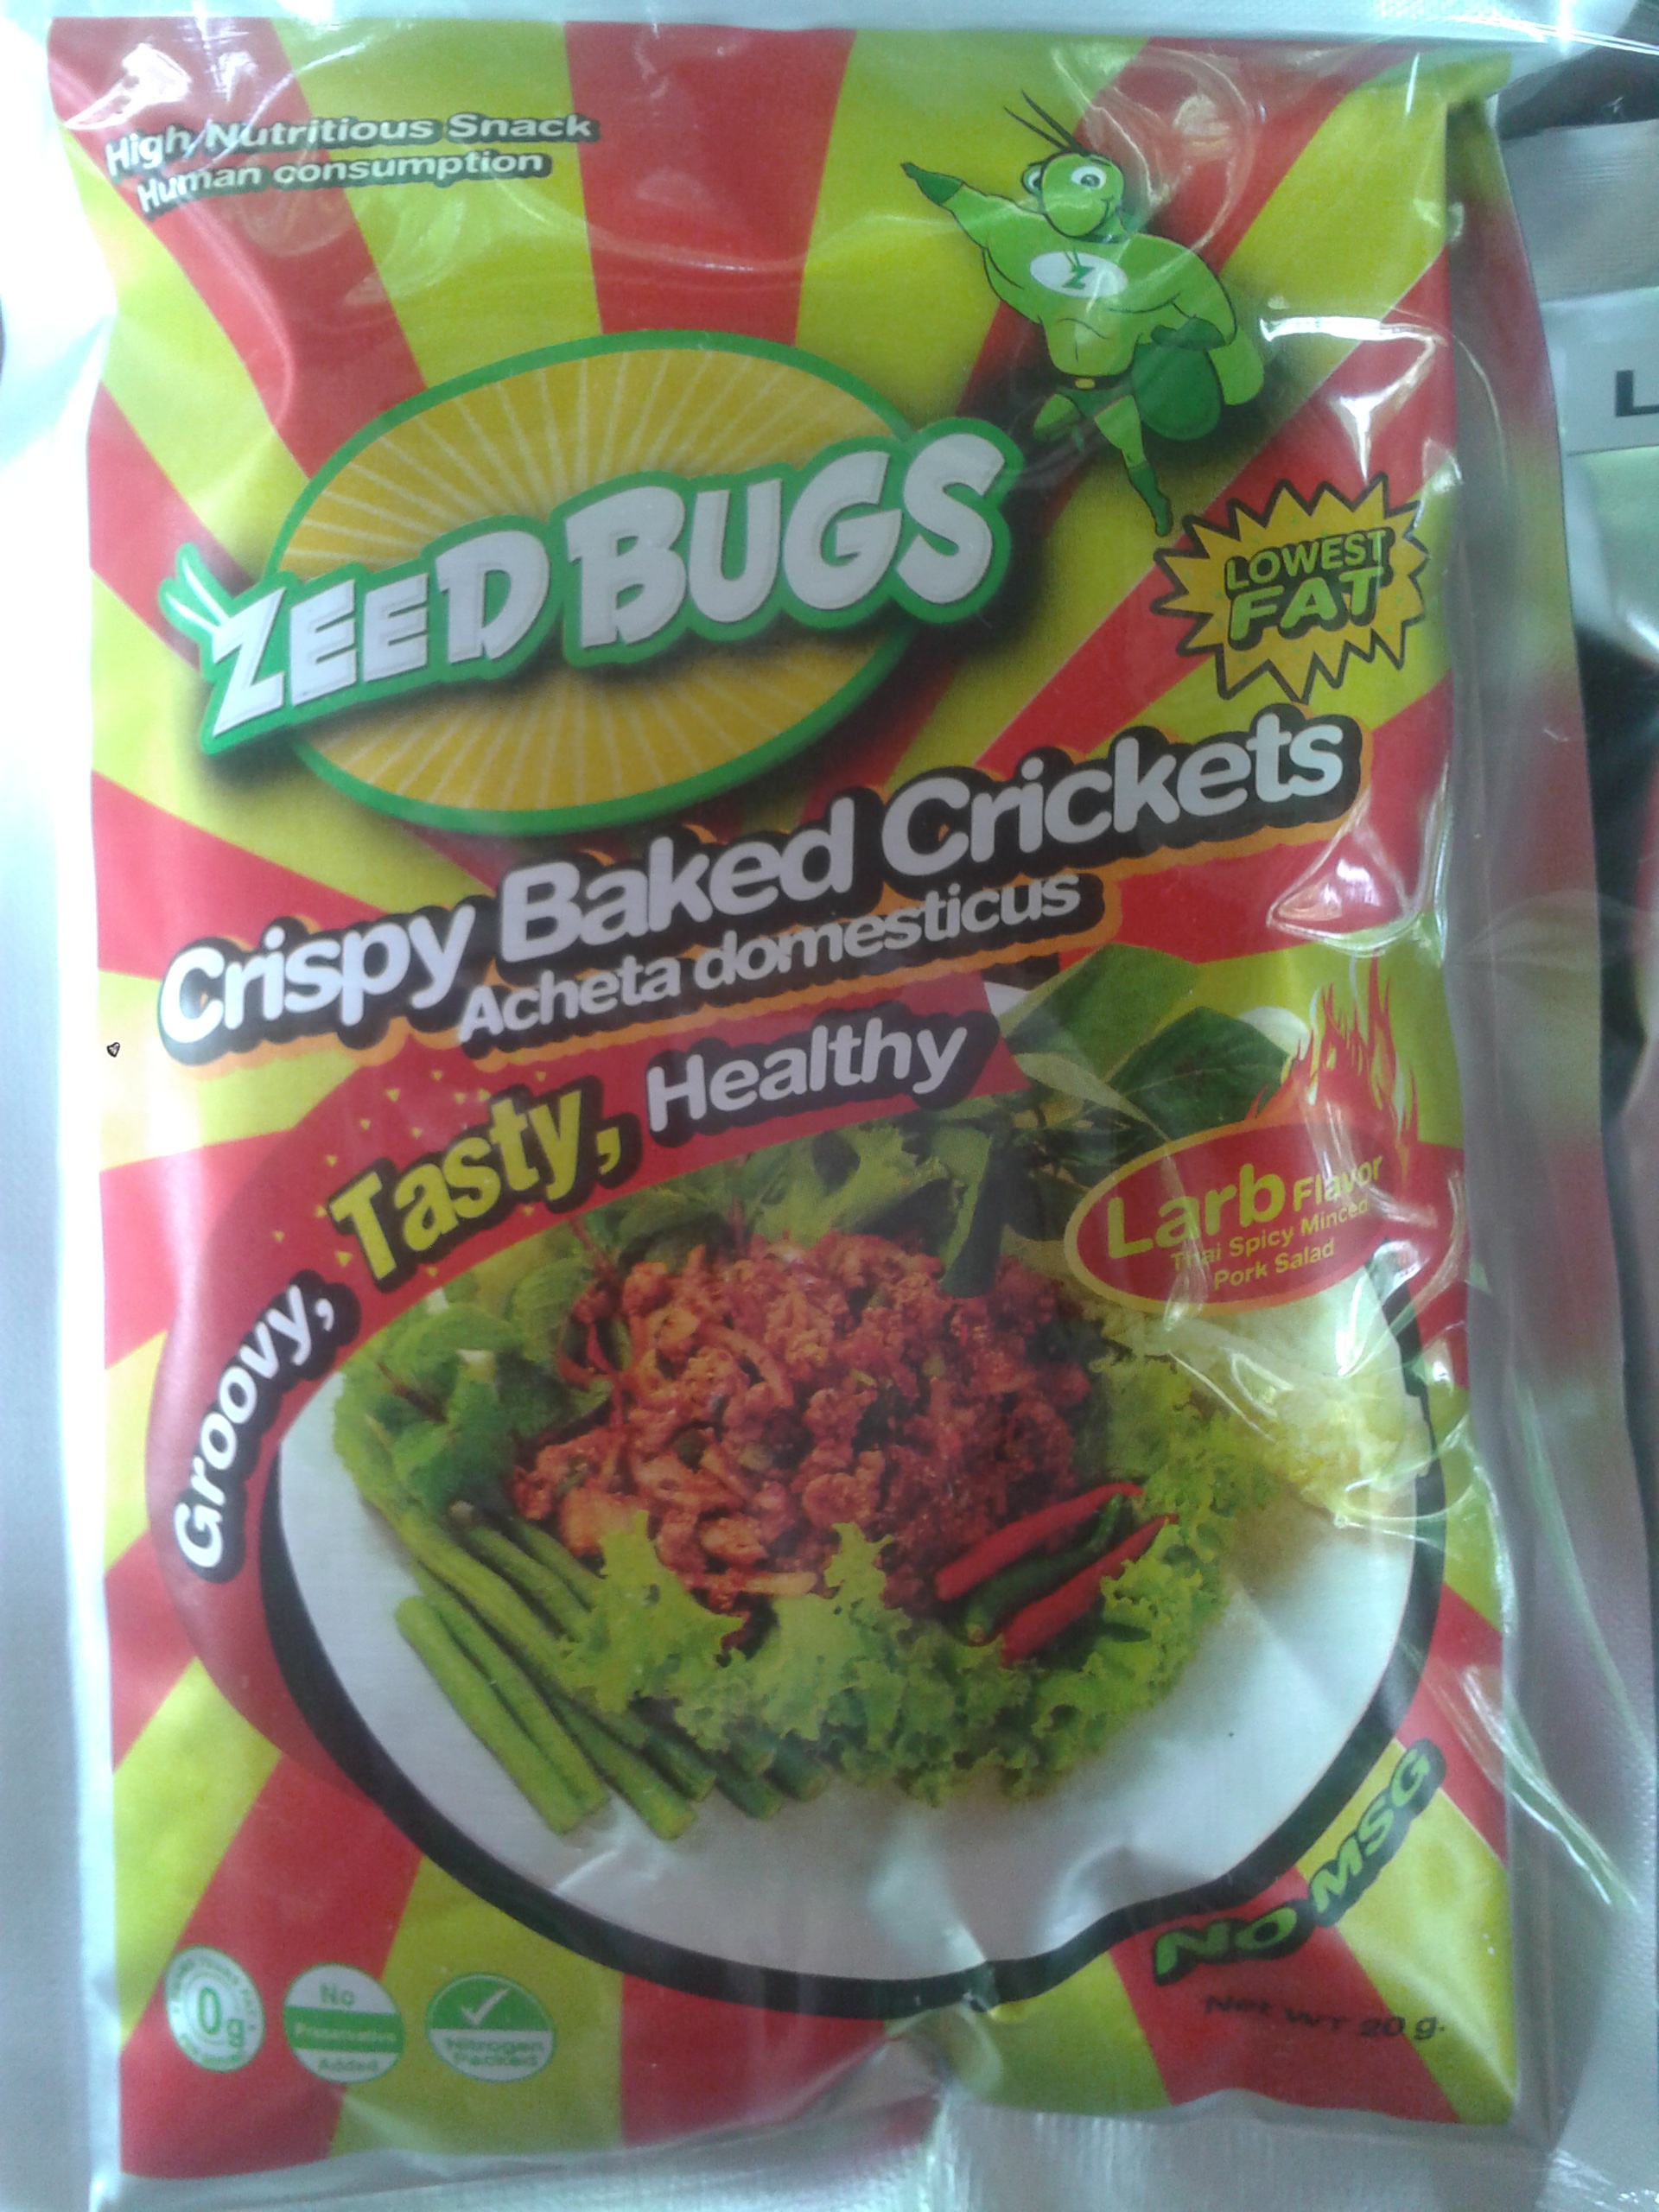 High Nutritious Snack
Human consumption
Z
ZEED BUGS
LOWEST
FAT
Crispy Baked Crickets
Acheta domesticus
Groovy, Tasty, Healthy
Larb Flavor
Thai Spicy Minced
Pork Salad
L
NO MSG
0g
No
Preservative
Added
Nitrogen
Packed
Net WT 20 g.